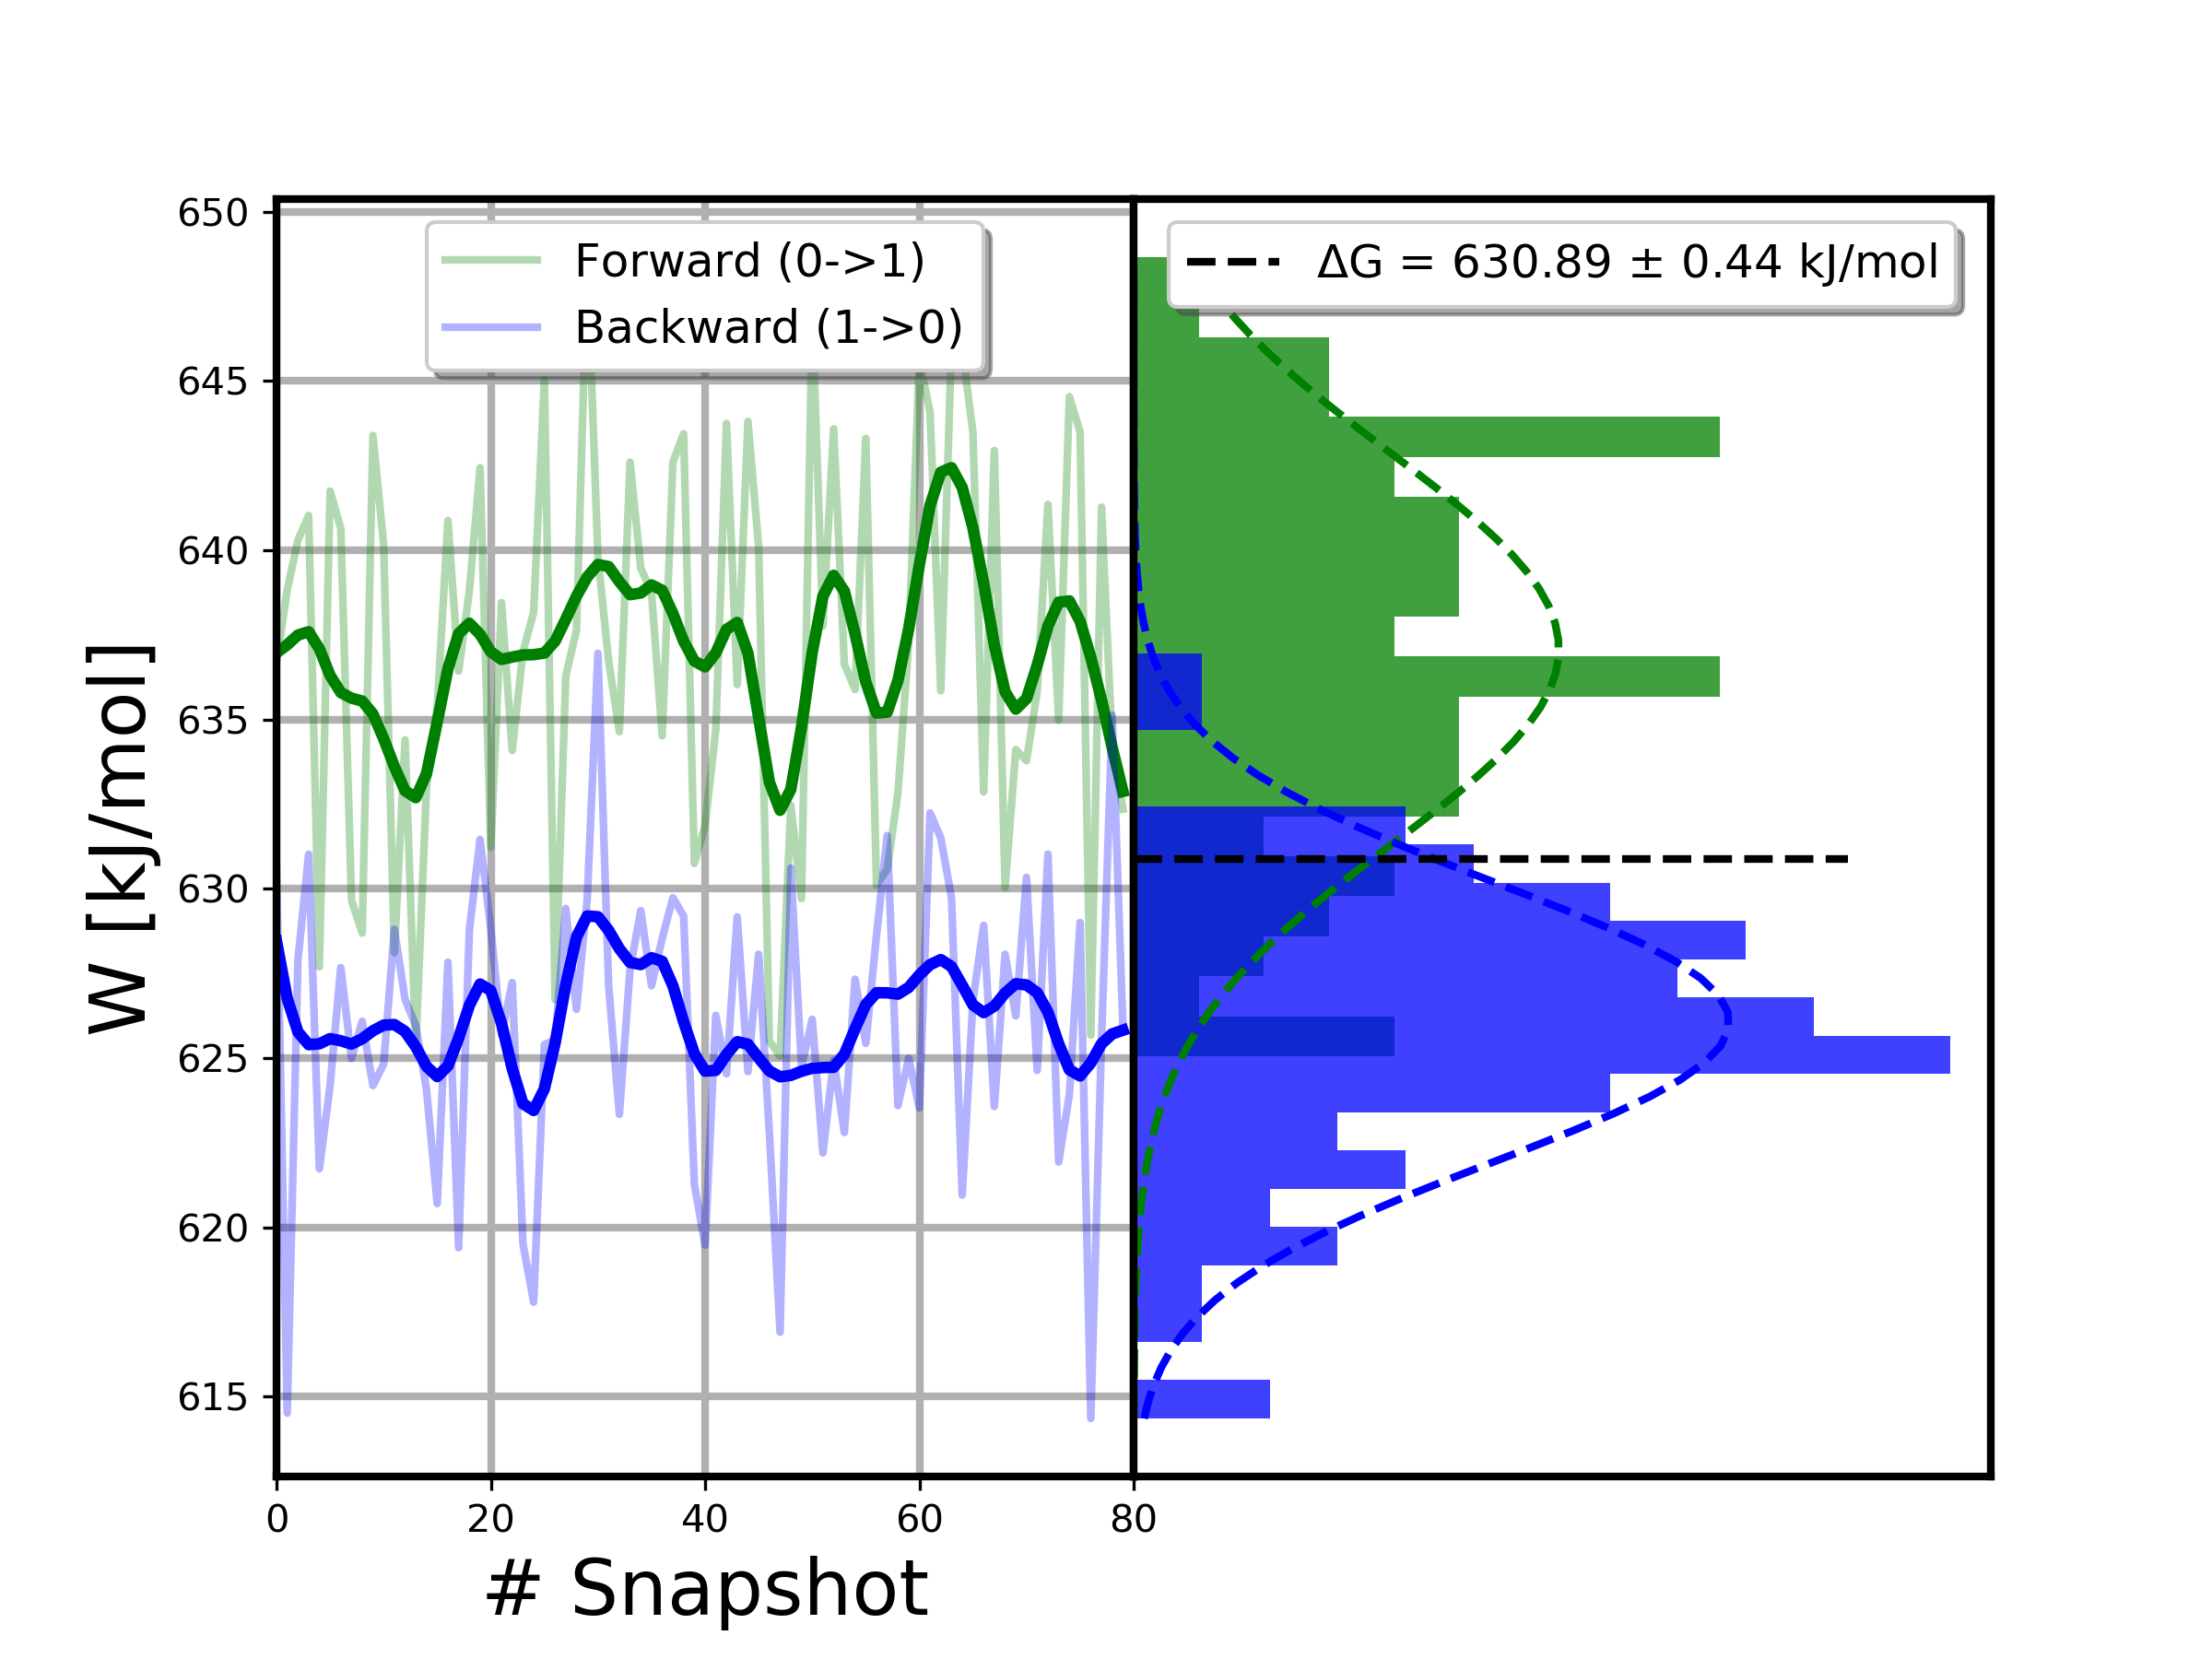 Forward (0->1)
Backward (1->0)
ΔG = 630.89 ± 0.44 kJ/mol
W [kJ/mol]
650
645
640
635
630
625
620
615
0 20 40 60 80
# Snapshot